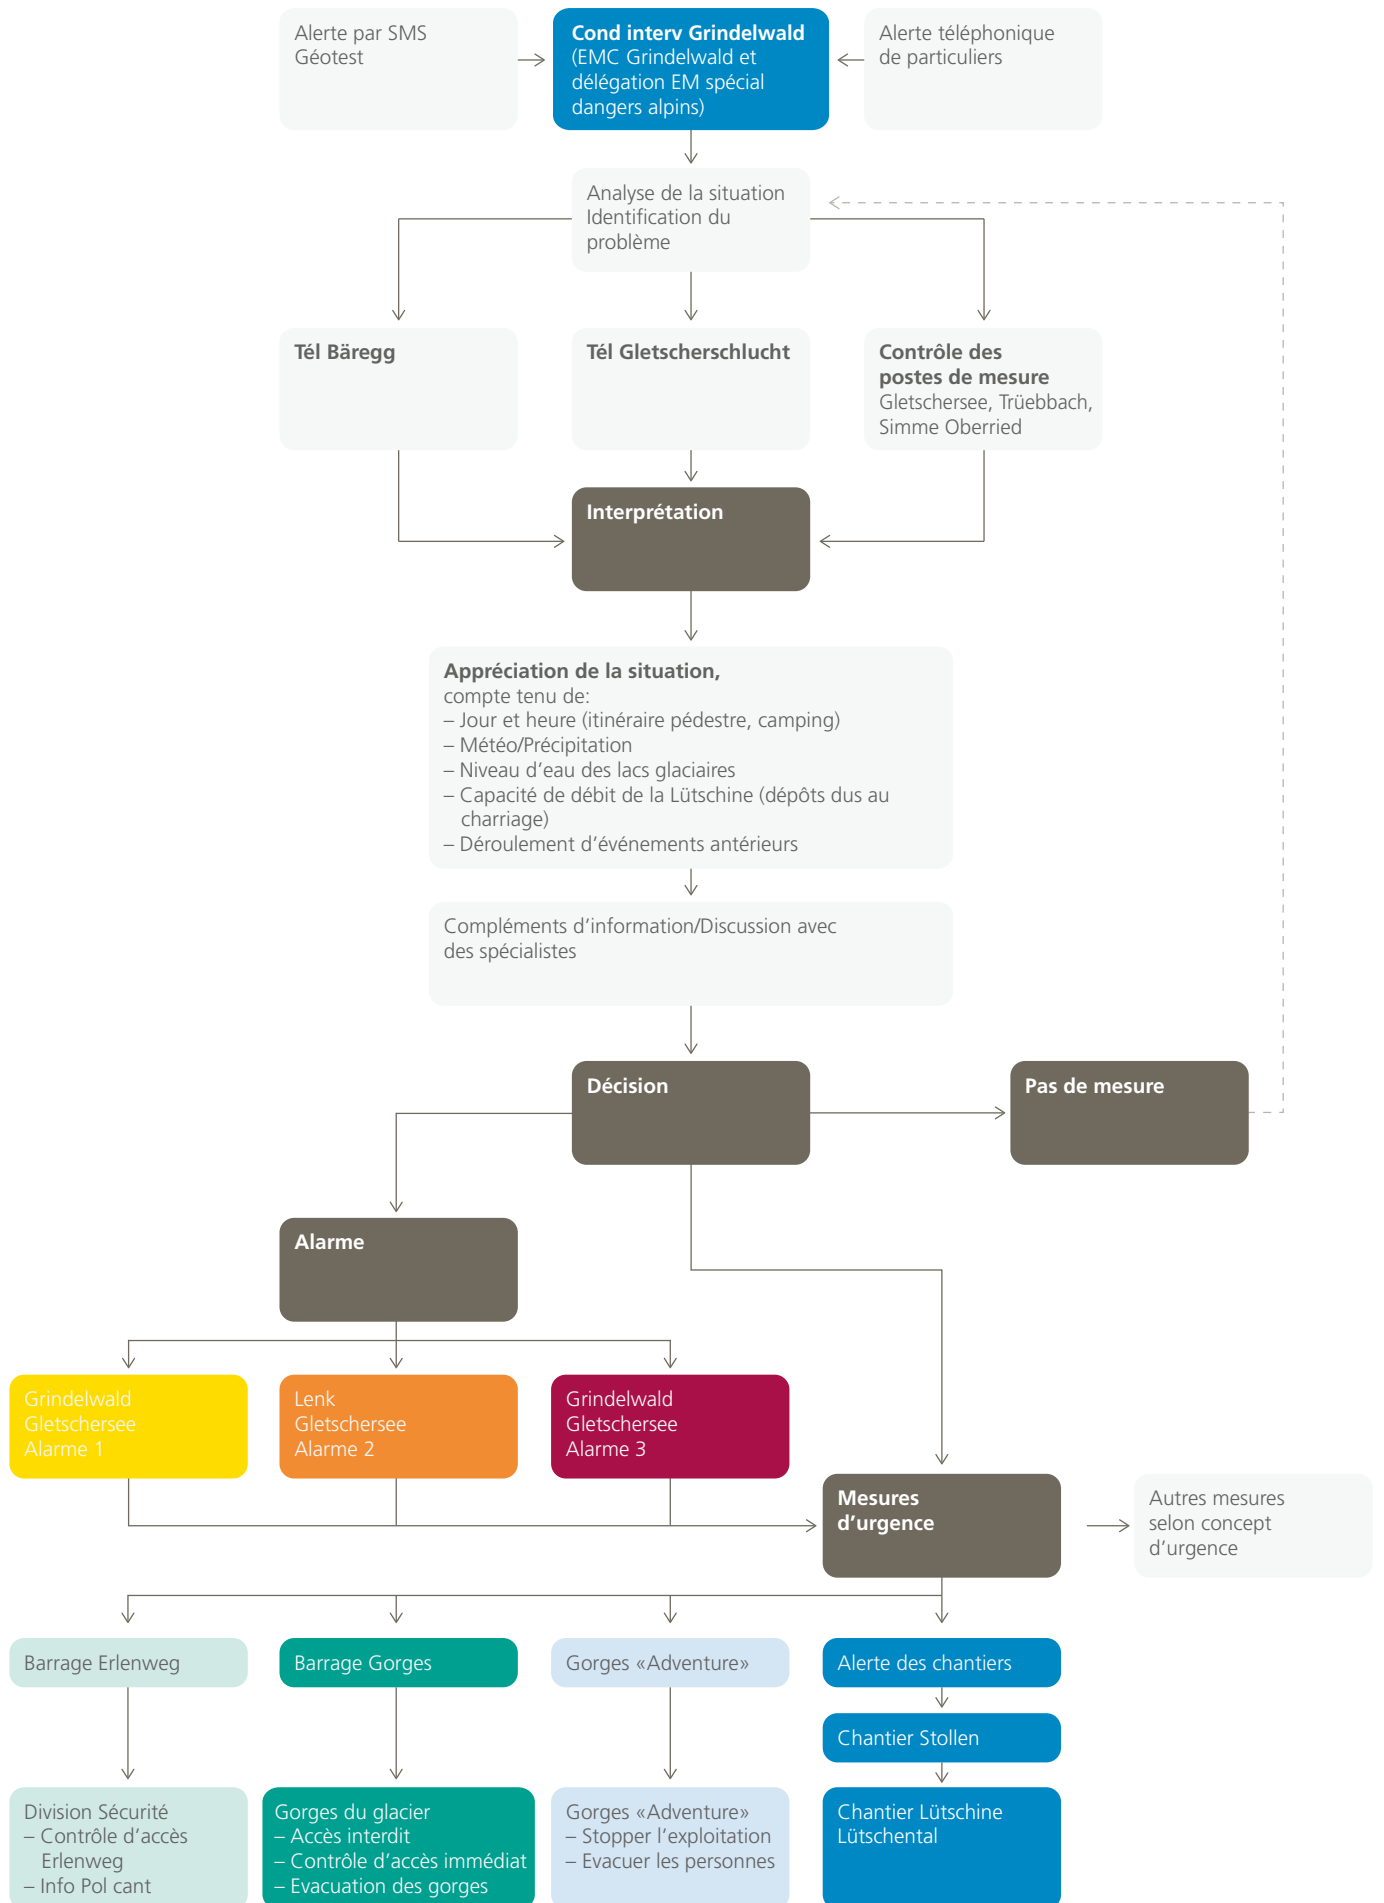 Alerte par SMS
Géotest
Cond interv Grindelwald
(EMC Grindelwald et
délégation EM spécial
dangers alpins)
Alerte téléphonique
de particuliers
Analyse de la situation
Identification du
problème
Tél Bäregg
Tél Gletscherschlucht
Contrôle des
postes de mesure
Gletschersee, Trüebbach,
Simme Oberried
Interprétation
Appréciation de la situation,
compte tenu de:
– Jour et heure (itinéraire pédestre, camping)
– Météo/Précipitation
– Niveau d'eau des lacs glaciaires
– Capacité de débit de la Lütschine (dépôts dus au
charriage)
– Déroulement d'événements antérieurs
Compléments d'information/Discussion avec
des spécialistes
Décision
Pas de mesure
Alarme
Grindelwald
Gletschersee
Alarme 1
Lenk
Gletschersee
Alarme 2
Grindelwald
Gletschersee
Alarme 3
Mesures
d'urgence
Autres mesures
selon concept
d'urgence
Barrage Erlenweg
Barrage Gorges
Gorges «Adventure»
Alerte des chantiers
Chantier Stollen
Division Sécurité
– Contrôle d'accès
Erlenweg
– Info Pol cant
Gorges du glacier
– Accès interdit
– Contrôle d'accès immédiat
– Evacuation des gorges
Gorges «Adventure»
– Stopper l'exploitation
– Evacuer les personnes
Chantier Lütschine
Lütschental